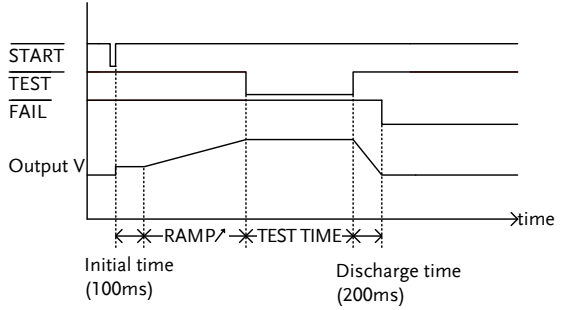 START
TEST
FAIL
Output V
time
RAMP↗ TEST TIME
Initial time
(100ms)
Discharge time
(200ms)